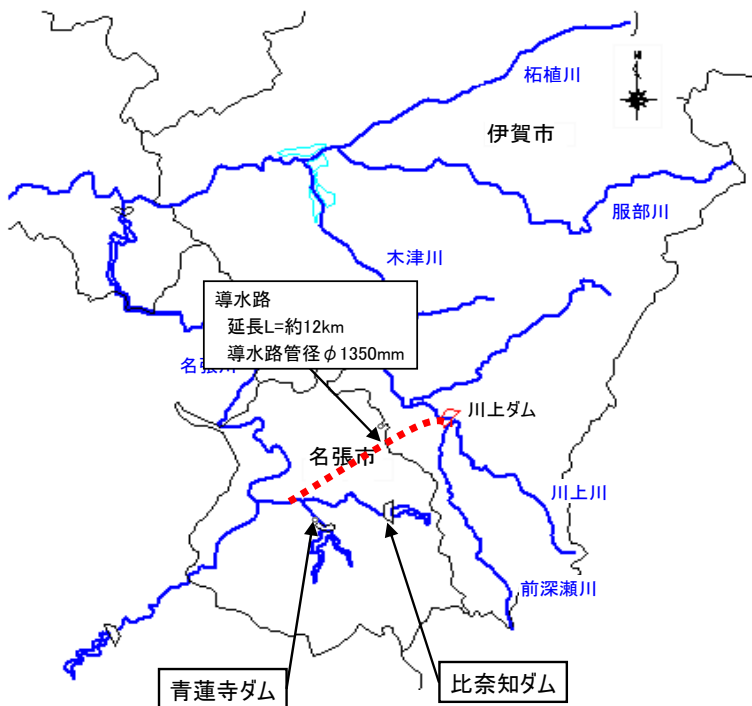 柘植川
N
伊賀市
服部川
木津川
導水路
延長L=約12km
導水路管径φ1350mm
名張川
川上ダム
名張市
川上川
前深瀬川
青蓮寺ダム
比奈知ダム